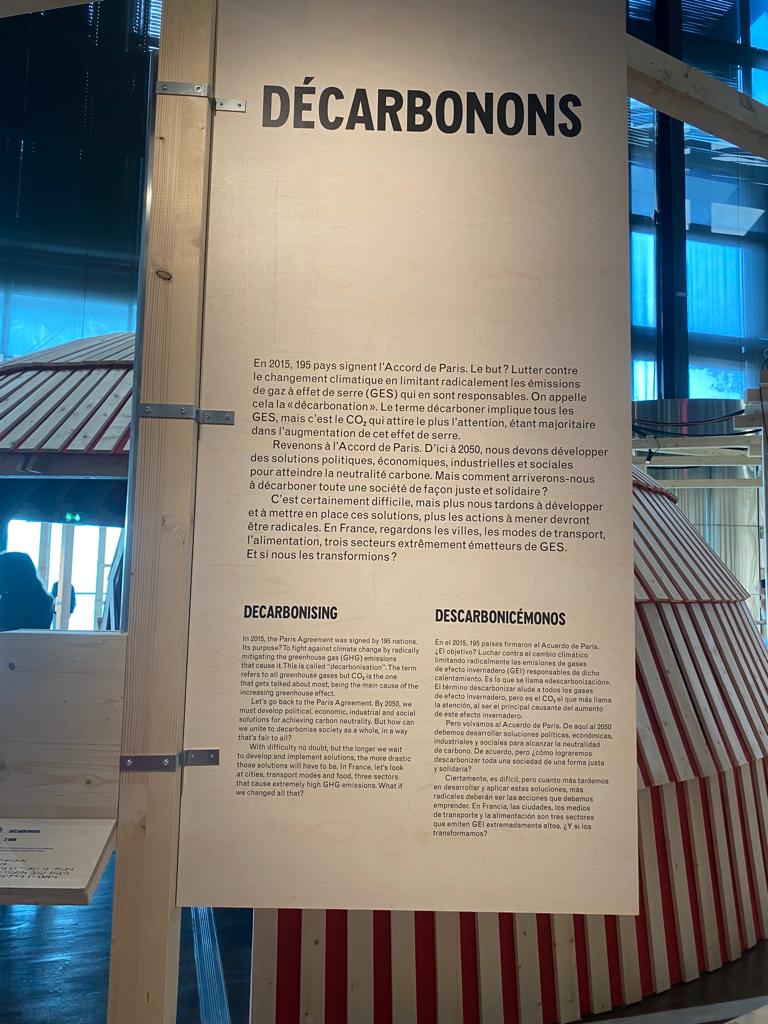 DÉCARBONONS
En 2015, 195 pays signent l'Accord de Paris. Le but ? Lutter contre
le changement climatique en limitant radicalement les émissions
de gaz à effet de serre (GES) qui en sont responsables. On appelle
cela la « décarbonation ». Le terme décarboner implique tous les
GES, mais c'est le CO₂ qui attire le plus l'attention, étant majoritaire
dans l'augmentation de cet effet de serre.
Revenons à l'Accord de Paris. D'ici à 2050, nous devons développer
des solutions politiques, économiques, industrielles et sociales
pour atteindre la neutralité carbone. Mais comment arriverons-nous
à décarboner toute une société de façon juste et solidaire ?
C'est certainement difficile, mais plus nous tardons à développer
et à mettre en place ces solutions, plus les actions à mener devront
être radicales. En France, regardons les villes, les modes de transport,
l'alimentation, trois secteurs extrêmement émetteurs de GES.
Et si nous les transformions ?
DECARBONISING
In 2015, the Paris Agreement was signed by 195 nations.
Its purpose? To fight against climate change by radically
mitigating the greenhouse gas (GHG) emissions
that cause it. This is called "decarbonisation". The term
refers to all greenhouse gases but CO₂ is the one
that gets talked about most, being the main cause of the
increasing greenhouse effect.
Let's go back to the Paris Agreement. By 2050, we
must develop political, economic, industrial and social
solutions for achieving carbon neutrality. But how can
we unite to decarbonise society as a whole, in a way
that's fair to all?
With difficulty no doubt, but the longer we wait
to develop and implement solutions, the more drastic
those solutions will have to be. In France, let's look
at cities, transport modes and food, three sectors
that cause extremely high GHG emissions. What if
we changed all that?
DESCARBONICÉMONOS
En el 2015, 195 países firmaron el Acuerdo de París.
¿El objetivo? Luchar contra el cambio climático
limitando radicalmente las emisiones de gases
de efecto invernadero (GEI) responsables de dicho
calentamiento. Es lo que se llama «descarbonización».
El término descarbonizar alude a todos los gases
de efecto invernadero, pero es el CO₂ el que más llama
la atención, al ser el principal causante del aumento
de este efecto invernadero.
Pero volvamos al Acuerdo de París. De aquí al 2050
debemos desarrollar soluciones políticas, económicas,
industriales y sociales para alcanzar la neutralidad
de carbono. De acuerdo, pero ¿cómo lograremos
descarbonizar toda una sociedad de una forma justa
y solidaria?
Ciertamente, es difícil, pero cuanto más tardemos
en desarrollar y aplicar estas soluciones, más
radicales deberán ser las acciones que debamos
emprender. En Francia, las ciudades, los medios
de transporte y la alimentación son tres sectores
que emiten GEI extremadamente altos. ¿Y si los
transformamos?
DÉCARBONONS